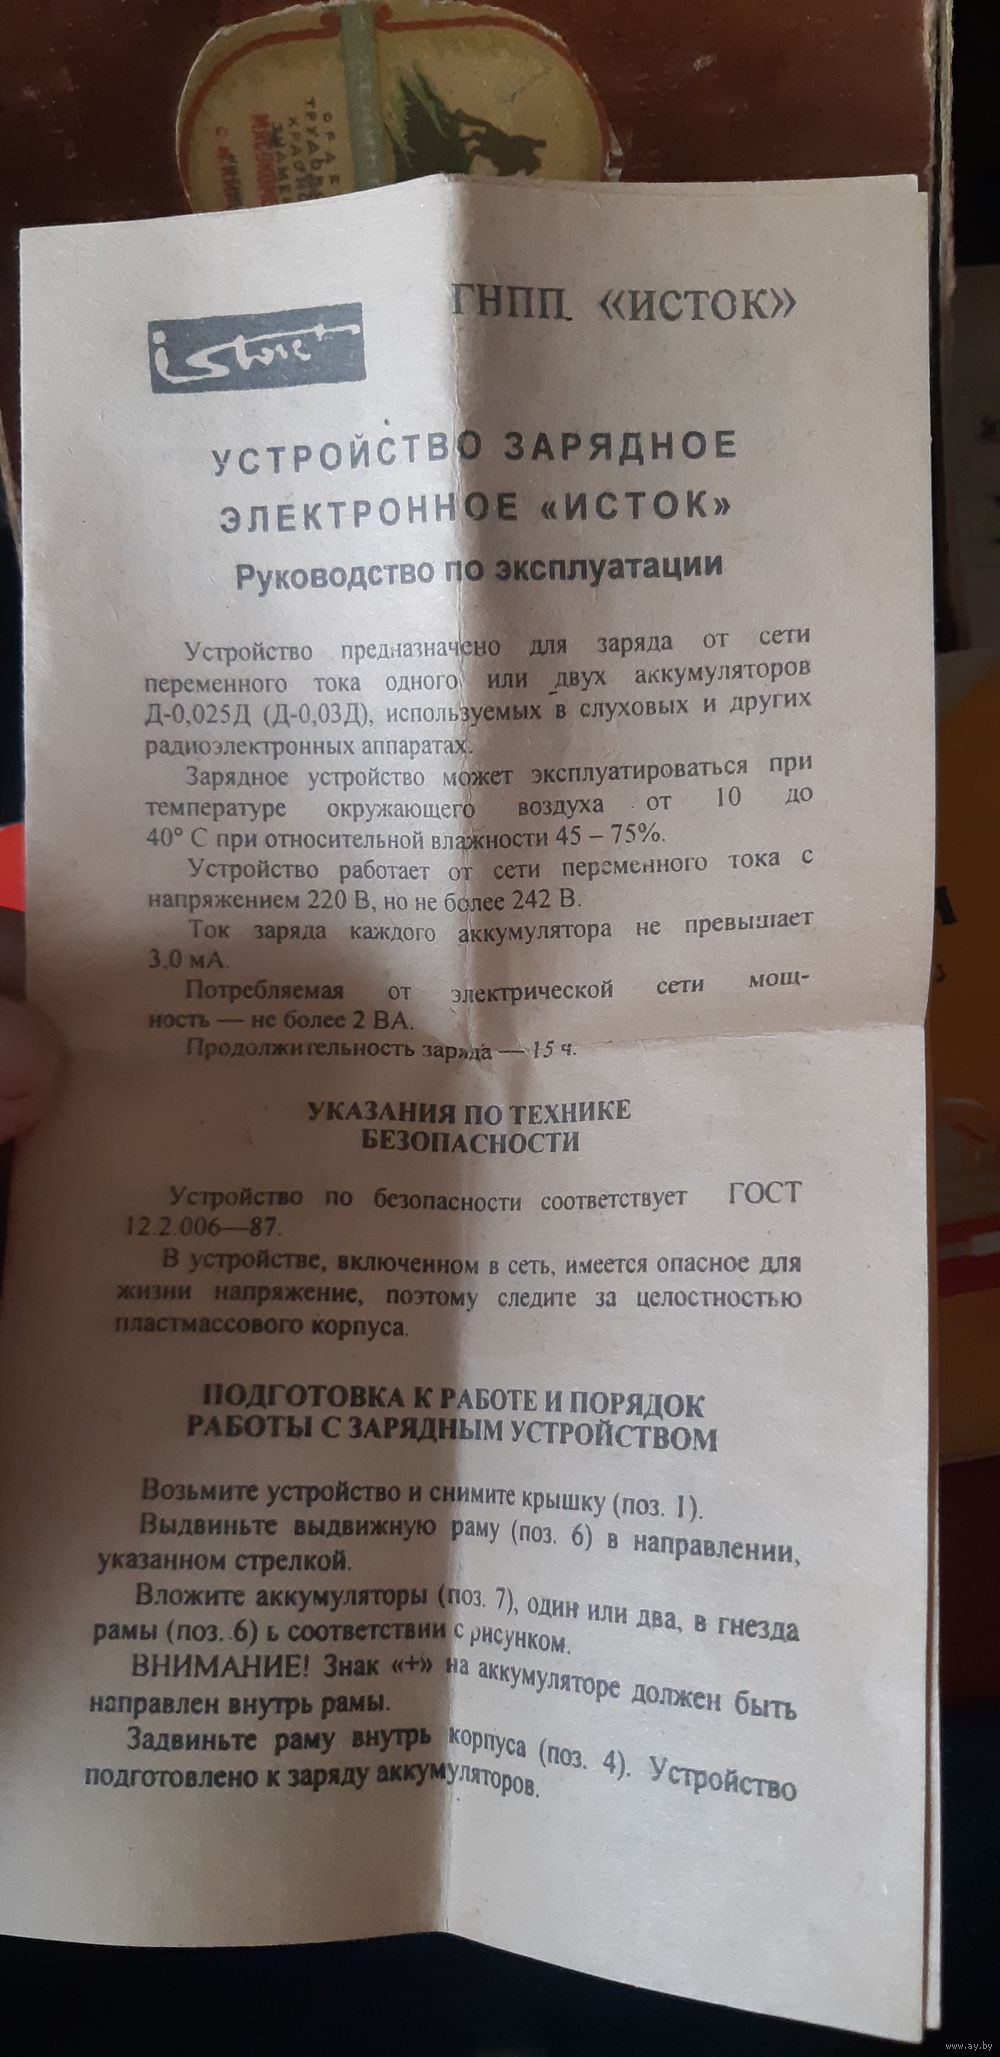 ОРДЕ
ТРУДОВ
КРАСНО
ЗНАМЕ
ГНПП «ИСТОК»
istok
УСТРОЙСТВО ЗАРЯДНОЕ
ЭЛЕКТРОННОЕ «ИСТОК»
Руководство по эксплуатации
Устройство предназначено для заряда от сети
переменного тока одного или двух аккумуляторов
Д-0,025Д (Д-0,03Д), используемых в слуховых и других
радиоэлектронных аппаратах.
Зарядное устройство может эксплуатироваться при
температуре окружающего воздуха от 10 до
40° С при относительной влажности 45 – 75%.
Устройство работает от сети переменного тока с
напряжением 220 В, но не более 242 В.
Ток заряда каждого аккумулятора не превышает
3,0 мА.
Потребляемая от электрической сети мощ-
ность — не более 2 ВА.
Продолжительность заряда — 15 ч.
УКАЗАНИЯ ПО ТЕХНИКЕ
БЕЗОПАСНОСТИ
Устройство по безопасности соответствует ГОСТ
12.2.006—87.
В устройстве, включенном в сеть, имеется опасное для
жизни напряжение, поэтому следите за целостностью
пластмассового корпуса.
ПОДГОТОВКА К РАБОТЕ И ПОРЯДОК
РАБОТЫ С ЗАРЯДНЫМ УСТРОЙСТВОМ
Возьмите устройство и снимите крышку (поз. 1).
Выдвиньте выдвижную раму (поз. 6) в направлении,
указанном стрелкой.
Вложите аккумуляторы (поз. 7), один или два, в гнезда
рамы (поз. 6) в соответствии с рисунком.
ВНИМАНИЕ! Знак «+» на аккумуляторе должен быть
направлен внутрь рамы.
Задвиньте раму внутрь корпуса (поз. 4). Устройство
подготовлено к заряду аккумуляторов.
www.ay.by